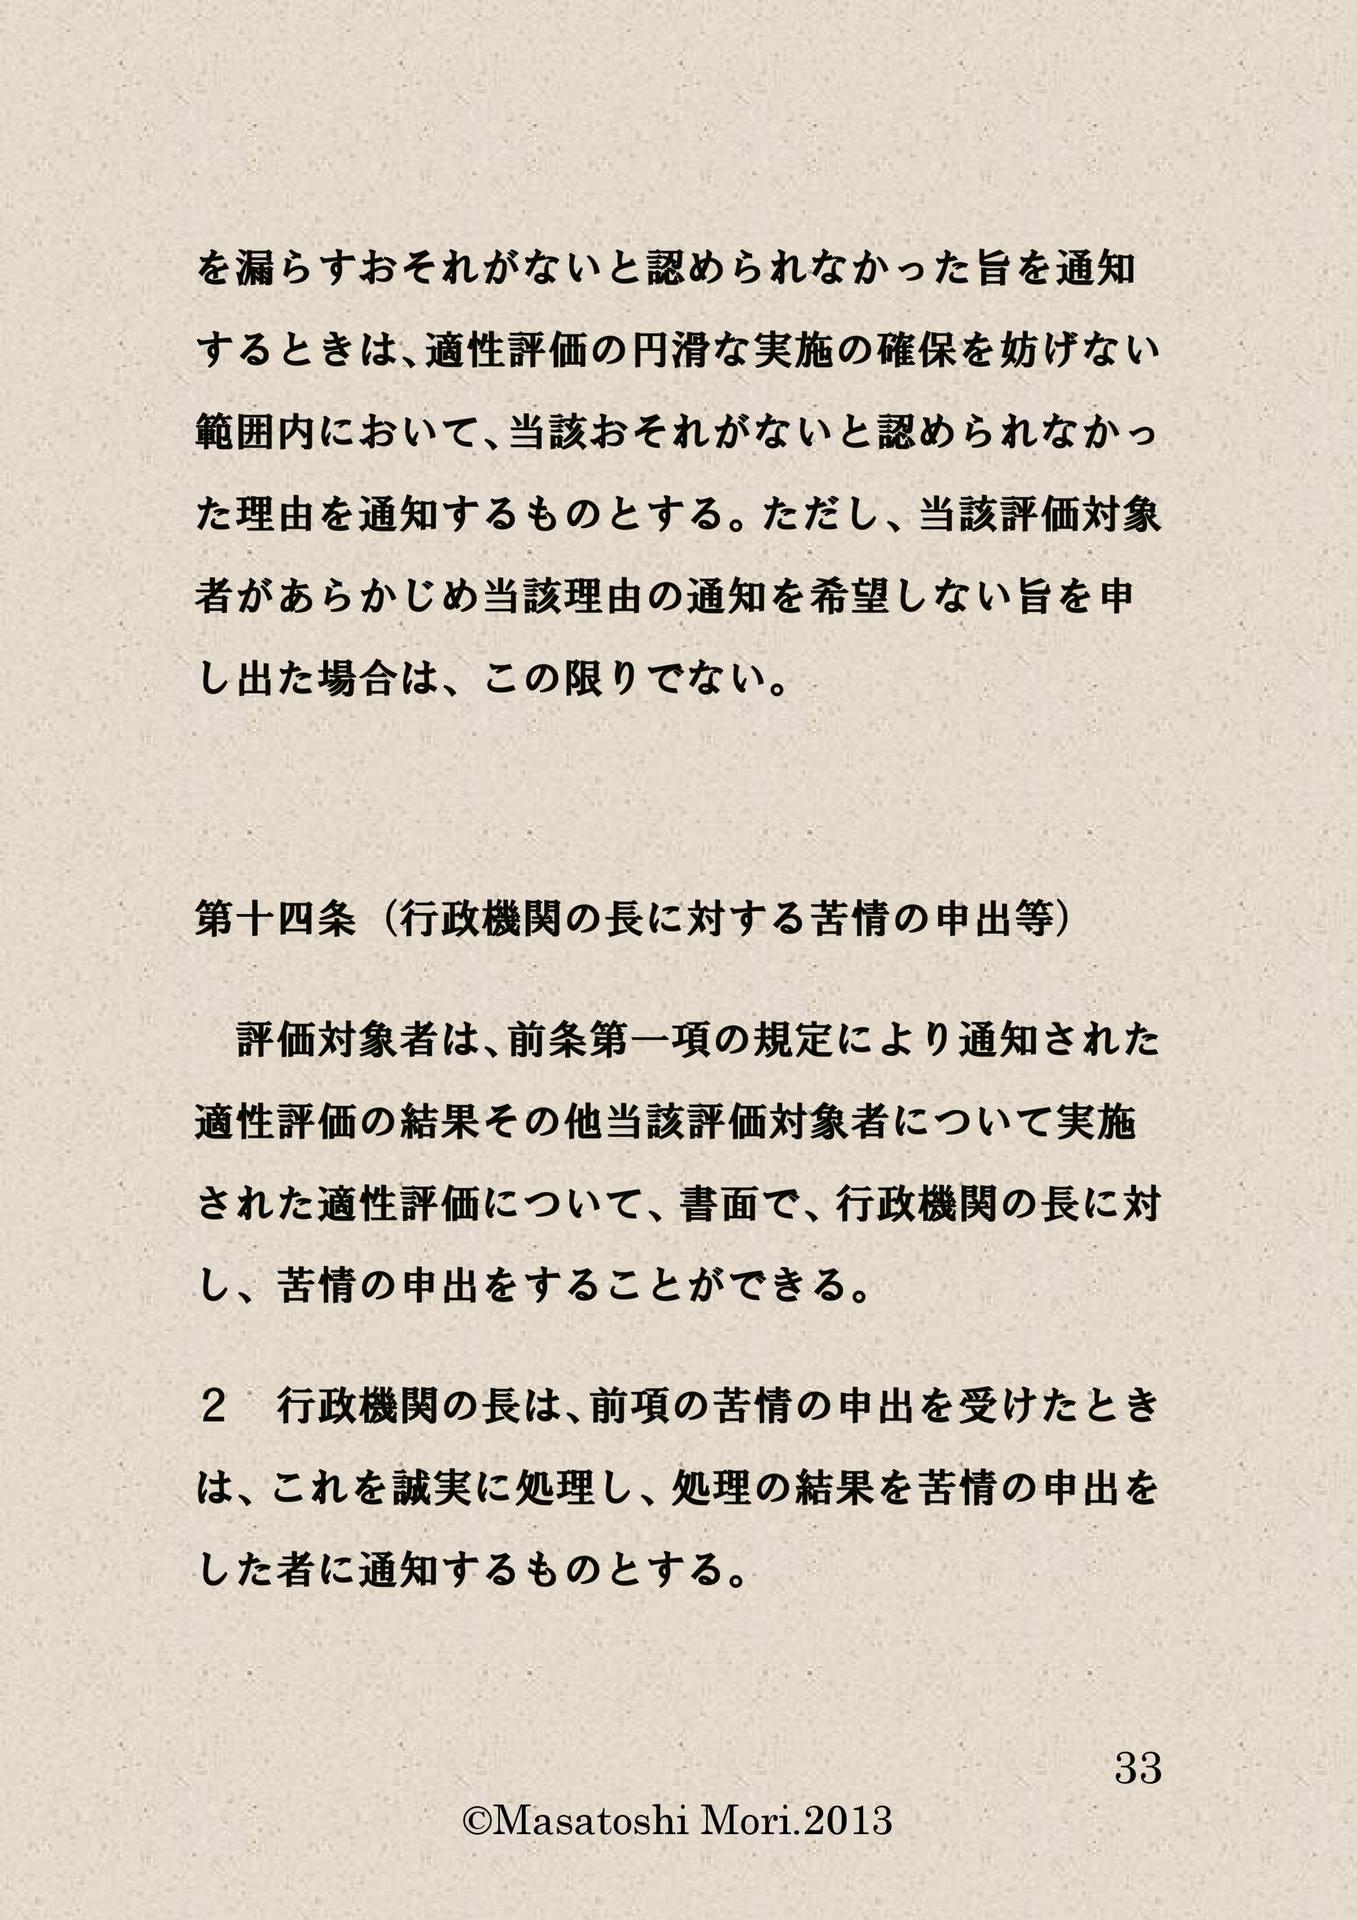 を漏らすおそれがないと認められなかった旨を通知
するときは、適性評価の円滑な実施の確保を妨げない
範囲内において、当該おそれがないと認められなかっ
た理由を通知するものとする。ただし、当該評価対象
者があらかじめ当該理由の通知を希望しない旨を申
し出た場合は、この限りでない。
第十四条（行政機関の長に対する苦情の申出等）
　評価対象者は、前条第一項の規定により通知された
適性評価の結果その他当該評価対象者について実施
された適性評価について、書面で、行政機関の長に対
し、苦情の申出をすることができる。
２　行政機関の長は、前項の苦情の申出を受けたとき
は、これを誠実に処理し、処理の結果を苦情の申出を
した者に通知するものとする。
33
©Masatoshi Mori.2013